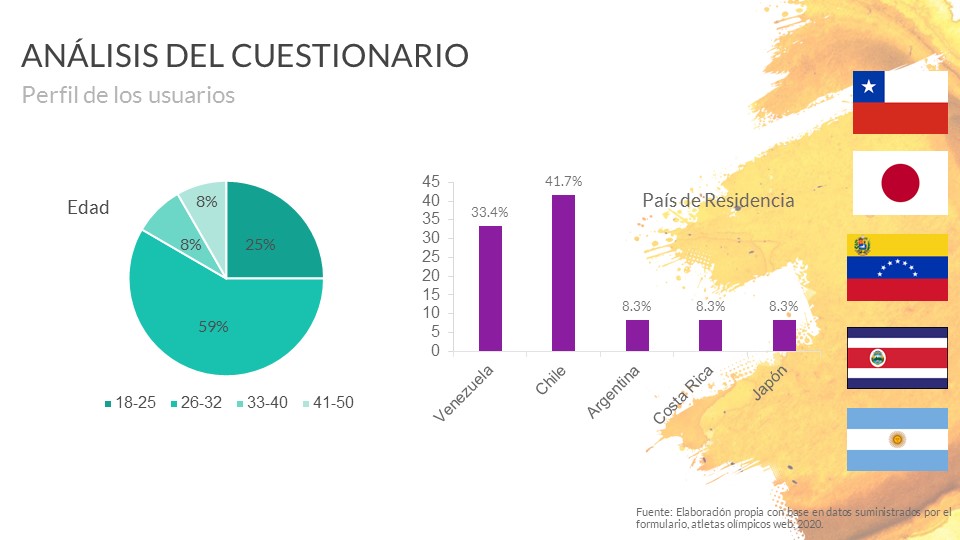 ANÁLISIS DEL CUESTIONARIO
Perfil de los usuarios
Edad
8%
8%
25%
59%
18-25 26-32 33-40 41-50
País de Residencia
45
40
35
30
25
20
15
10
5
0
33.4%
41.7%
8.3%
8.3%
8.3%
Venezuela
Chile
Argentina
Costa Rica
Japón
Fuente: Elaboración propia con base en datos suministrados por el
formulario, atletas olímpicos web, 2020.